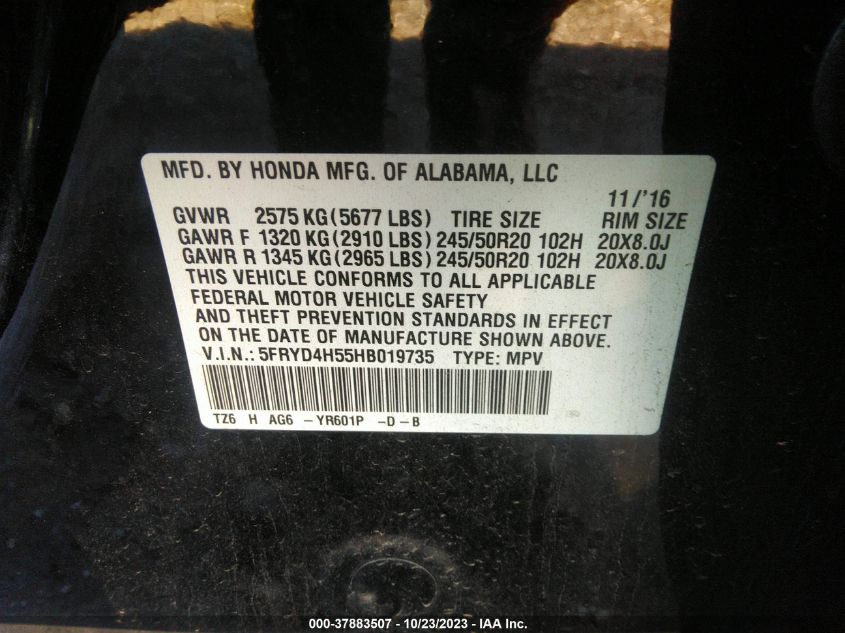 MFD. BY HONDA MFG. OF ALABAMA, LLC
11/'16
GVWR 2575 KG(5677 LBS) TIRE SIZE RIM SIZE
GAWR F 1320 KG(2910 LBS)245/50R20 102H 20X8.0J
GAWR R 1345 KG(2965 LBS)245/50R20 102H 20X8.0J
THIS VEHICLE CONFORMS TO ALL APPLICABLE
FEDERAL MOTOR VEHICLE SAFETY
AND THEFT PREVENTION STANDARDS IN EFFECT
ON THE DATE OF MANUFACTURE SHOWN ABOVE.
V.I.N.: 5FRYD4H55HB019735 TYPE: MPV
TZ6 H AG6 -YR601P -D-B
000-37883507 - 10/23/2023 - IAA Inc.